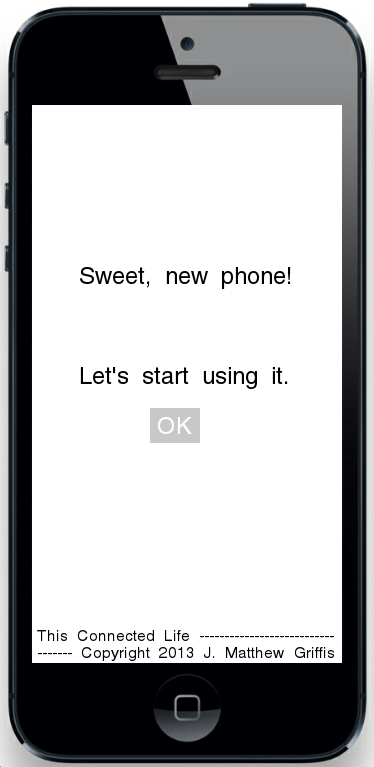 Sweet, new phone!
Let's start using it.
OK
This Connected Life ---------------------------
------- Copyright 2013 J. Matthew Griffis